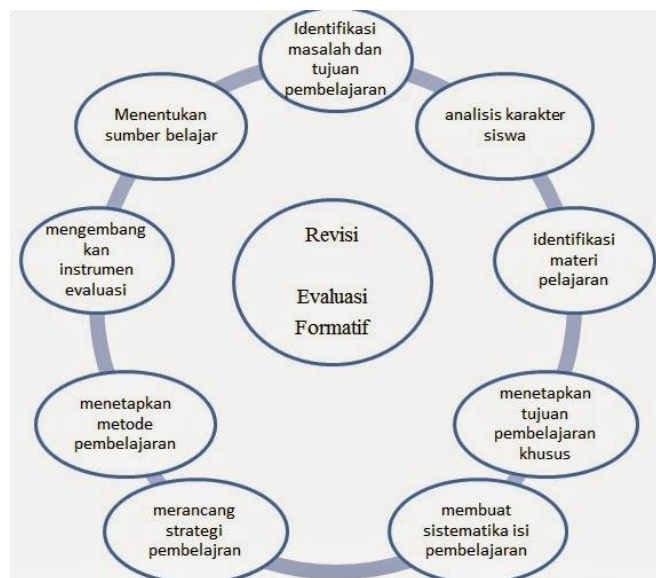 Identifikasi
masalah dan
tujuan
pembelajaran
analisis karakter
siswa
identifikasi
materi
pelajaran
menetapkan
tujuan
pembelajaran
khusus
membuat
sistematika isi
pembelajaran
merancang
strategi
pembelajran
menetapkan
metode
pembelajaran
mengembang
kan
instrumen
evaluasi
Menentukan
sumber belajar
Revisi
Evaluasi
Formatif